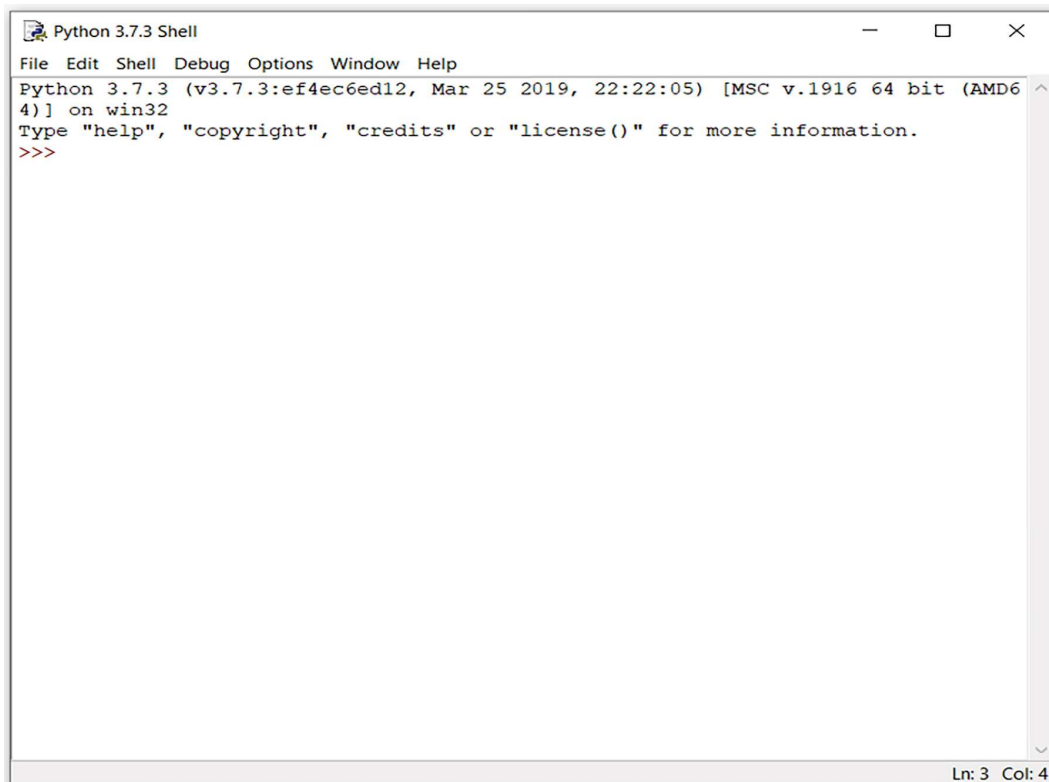 Python 3.7.3 Shell
File Edit Shell Debug Options Window Help
Python 3.7.3 (v3.7.3:ef4ec6ed12, Mar 25 2019, 22:22:05) [MSC v.1916 64 bit (AMD6
4)] on win32
Type "help", "copyright", "credits" or "license()" for more information.
>>>
Ln: 3 Col: 4